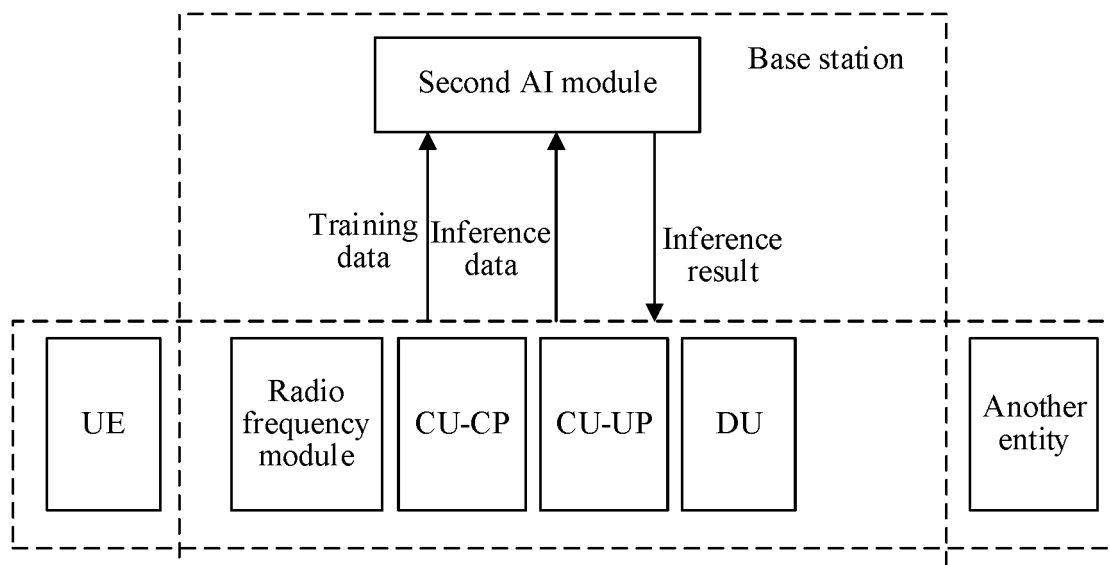 Base station
Second AI module
Training
data
Inference
data
Inference
result
UE
Radio
frequency
module
CU-CP
CU-UP
DU
Another
entity